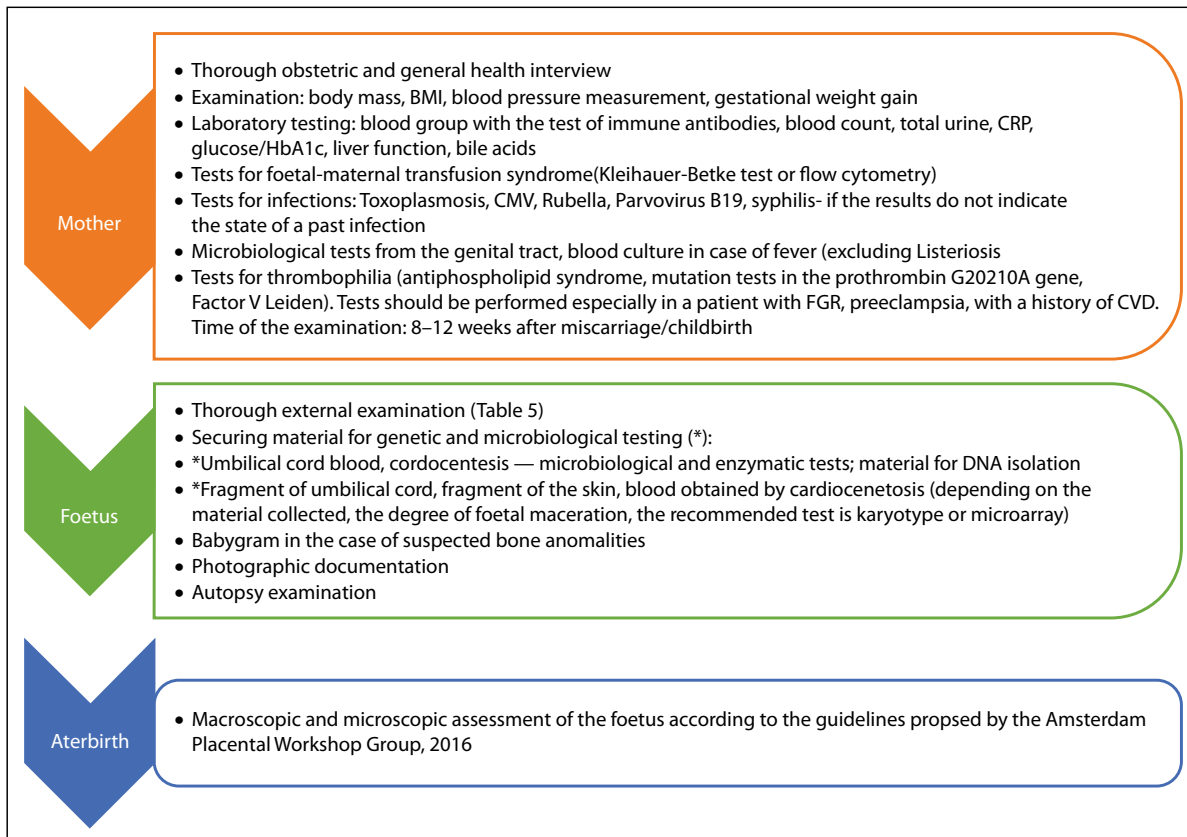 Mother
• Thorough obstetric and general health interview
• Examination: body mass, BMI, blood pressure measurement, gestational weight gain
• Laboratory testing: blood group with the test of immune antibodies, blood count, total urine, CRP,
glucose/HbA1c, liver function, bile acids
• Tests for foetal-maternal transfusion syndrome(Kleihauer-Betke test or flow cytometry)
• Tests for infections: Toxoplasmosis, CMV, Rubella, Parvovirus B19, syphilis- if the results do not indicate
the state of a past infection
• Microbiological tests from the genital tract, blood culture in case of fever (excluding Listeriosis
• Tests for thrombophilia (antiphospholipid syndrome, mutation tests in the prothrombin G20210A gene,
Factor V Leiden). Tests should be performed especially in a patient with FGR, preeclampsia, with a history of CVD.
Time of the examination: 8–12 weeks after miscarriage/childbirth
Foetus
• Thorough external examination (Table 5)
• Securing material for genetic and microbiological testing (*):
• *Umbilical cord blood, cordocentesis — microbiological and enzymatic tests; material for DNA isolation
• *Fragment of umbilical cord, fragment of the skin, blood obtained by cardiocenetosis (depending on the
material collected, the degree of foetal maceration, the recommended test is karyotype or microarray)
• Babygram in the case of suspected bone anomalities
• Photographic documentation
• Autopsy examination
Aterbirth
• Macroscopic and microscopic assessment of the foetus according to the guidelines propsed by the Amsterdam
Placental Workshop Group, 2016